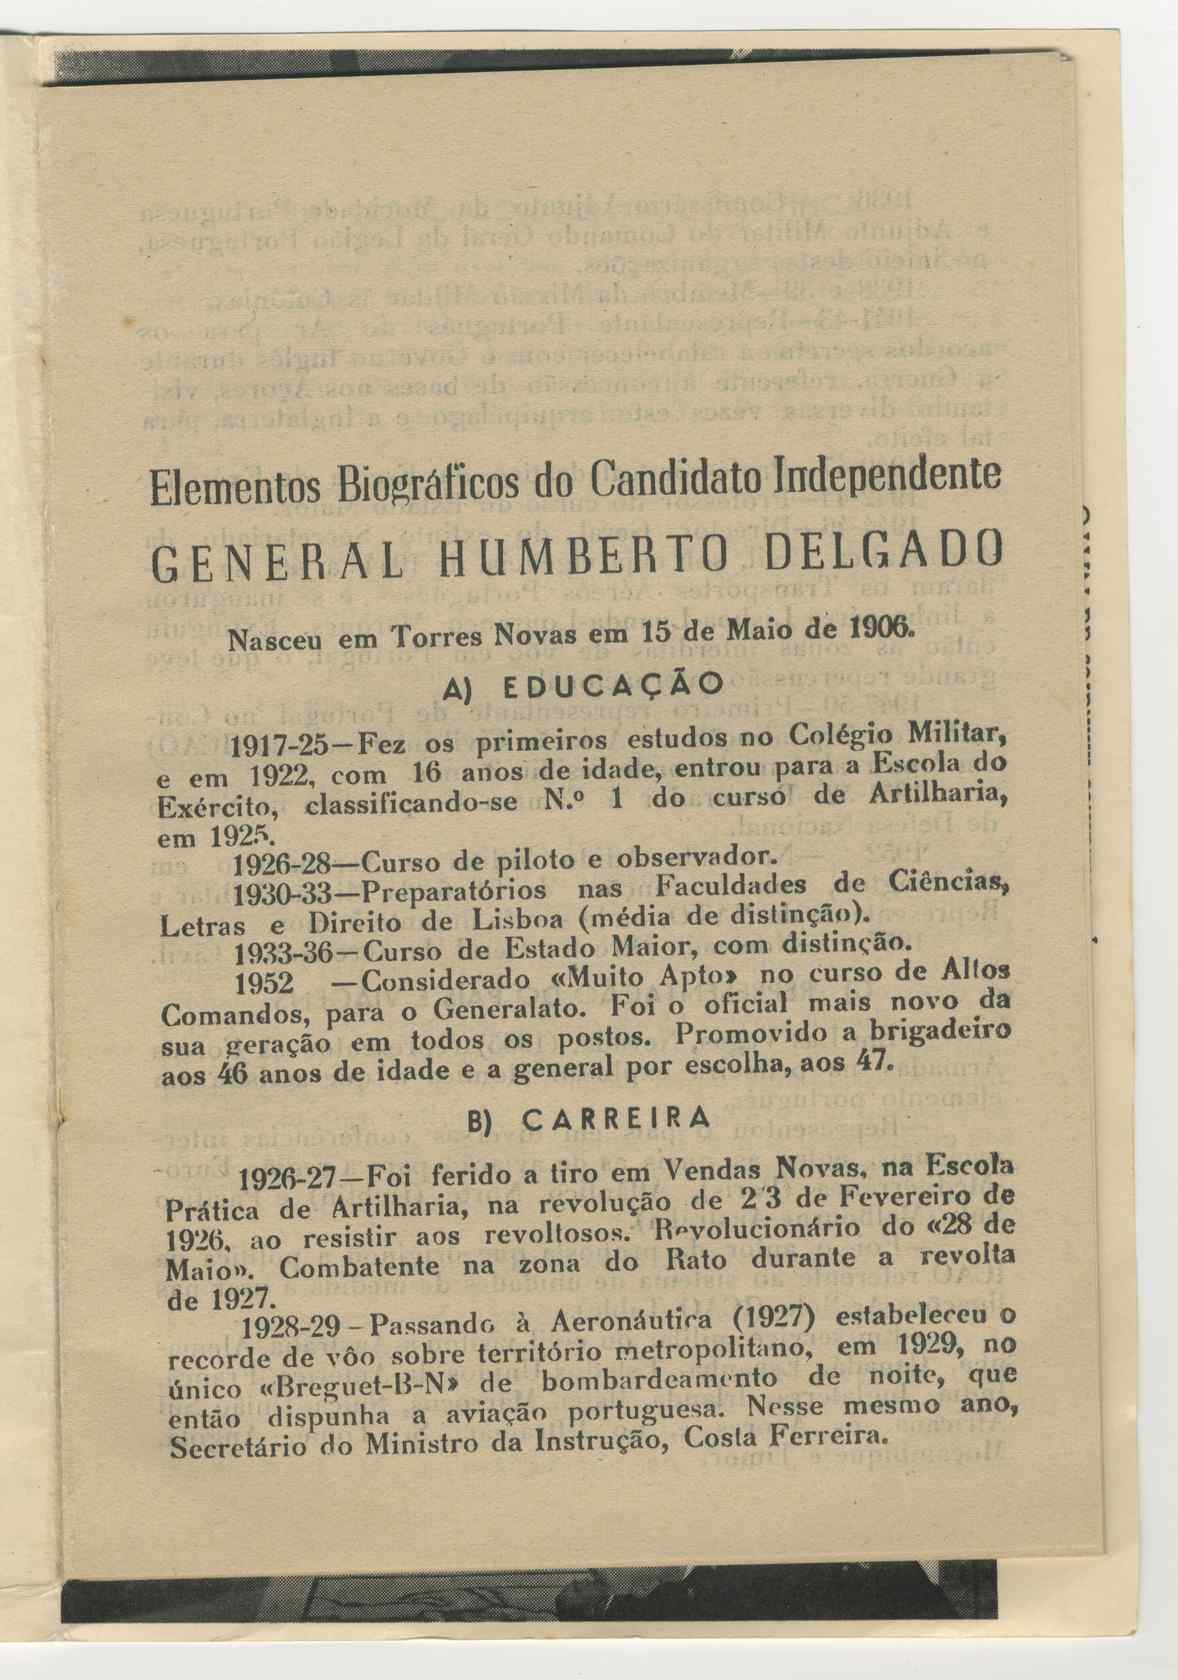 Elementos Biográficos do Candidato Independente
GENERAL HUMBERTO DELGADO
Nasceu em Torres Novas em 15 de Maio de 1906.
A) EDUCAÇÃO
1917-25—Fez os primeiros estudos no Colégio Militar,
e em 1922, com 16 anos de idade, entrou para a Escola do
Exército, classificando-se N.º 1 do curso de Artilharia,
em 1925.
1926-28—Curso de piloto e observador.
1930-33—Preparatórios nas Faculdades de Ciências,
Letras e Direito de Lisboa (média de distinção).
1933-36—Curso de Estado Maior, com distinção.
1952 —Considerado «Muito Apto» no curso de Altos
Comandos, para o Generalato. Foi o oficial mais novo da
sua geração em todos os postos. Promovido a brigadeiro
aos 46 anos de idade e a general por escolha, aos 47.
B) CARREIRA
1926-27—Foi ferido a tiro em Vendas Novas, na Escola
Prática de Artilharia, na revolução de 2/3 de Fevereiro de
1926, ao resistir aos revoltosos. Revolucionário do «28 de
Maio». Combatente na zona do Rato durante a revolta
de 1927.
1928-29 – Passando à Aeronáutica (1927) estabeleceu o
recorde de vôo sobre território metropolitano, em 1929, no
único «Breguet-B-N» de bombardeamento de noite, que
então dispunha a aviação portuguesa. Nesse mesmo ano,
Secretário do Ministro da Instrução, Costa Ferreira.